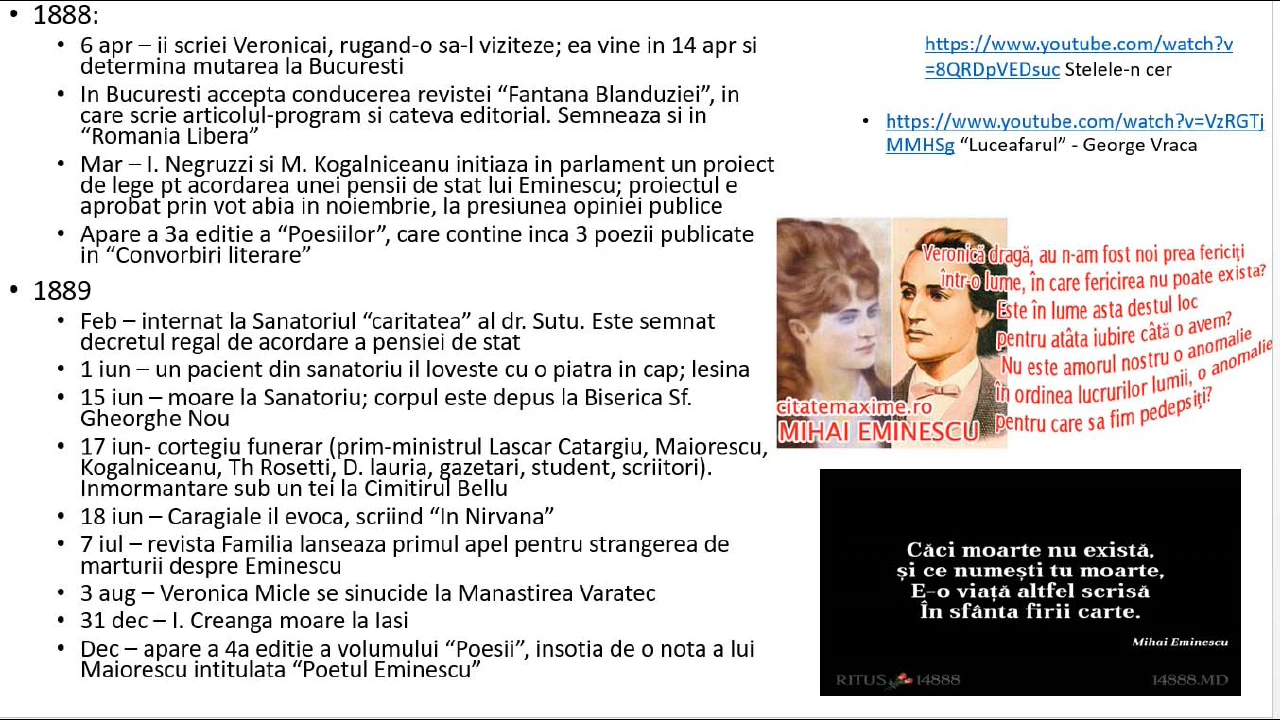 • 1888:
• 6 apr – ii scriei Veronicai, rugand-o sa-l viziteze; ea vine in 14 apr si
determina mutarea la Bucuresti
• In Bucuresti accepta conducerea revistei “Fantana Blanduziei”, in
care scrie articolul-program si cateva editorial. Semneaza si in
“Romania Libera”
• Mar – I. Negruzzi si M. Kogalniceanu initiaza in parlament un proiect
de lege pt acordarea unei pensii de stat lui Eminescu; proiectul e
aprobat prin vot abia in noiembrie, la presiunea opiniei publice
• Apare a 3a editie a “Poesiilor”, care contine inca 3 poezii publicate
in “Convorbiri literare”
• 1889
• Feb – internat la Sanatoriul “caritatea” al dr. Sutu. Este semnat
decretul regal de acordare a pensiei de stat
• 1 iun – un pacient din sanatoriu il loveste cu o piatra in cap; lesina
• 15 iun – moare la Sanatoriu; corpul este depus la Biserica Sf.
Gheorghe Nou
• 17 iun- cortegiu funerar (prim-ministrul Lascar Catargiu, Maiorescu,
Kogalniceanu, Th Rosetti, D. lauria, gazetari, student, scriitori).
Inmormantare sub un tei la Cimitirul Bellu
• 18 iun – Caragiale il evoca, scriind “In Nirvana”
• 7 iul – revista Familia lanseaza primul apel pentru strangerea de
marturii despre Eminescu
• 3 aug – Veronica Micle se sinucide la Manastirea Varatec
• 31 dec – I. Creanga moare la Iasi
• Dec – apare a 4a editie a volumului “Poesii”, insotia de o nota a lui
Maiorescu intitulata “Poetul Eminescu”
https://www.youtube.com/watch?v
=8QRDpVEDsuc Stelele-n cer
• https://www.youtube.com/watch?v=VzRGTj
MMHSg “Luceafarul” - George Vraca
Veronică dragă, au n-am fost noi prea fericiți
într-o lume, în care fericirea nu poate exista?
Este în lume asta destul loc
pentru atâta iubire câtă o avem?
Nu este amorul nostru o anomalie
în ordinea lucrurilor lumii, o anomalie
pentru care sa fim pedepsiți?
citatemaxime.ro
MIHAI EMINESCU
Căci moarte nu există,
și ce numești tu moarte,
E-o viață altfel scrisă
În sfânta firii carte.
Mihai Eminescu
RITUS 14888
14888.MD